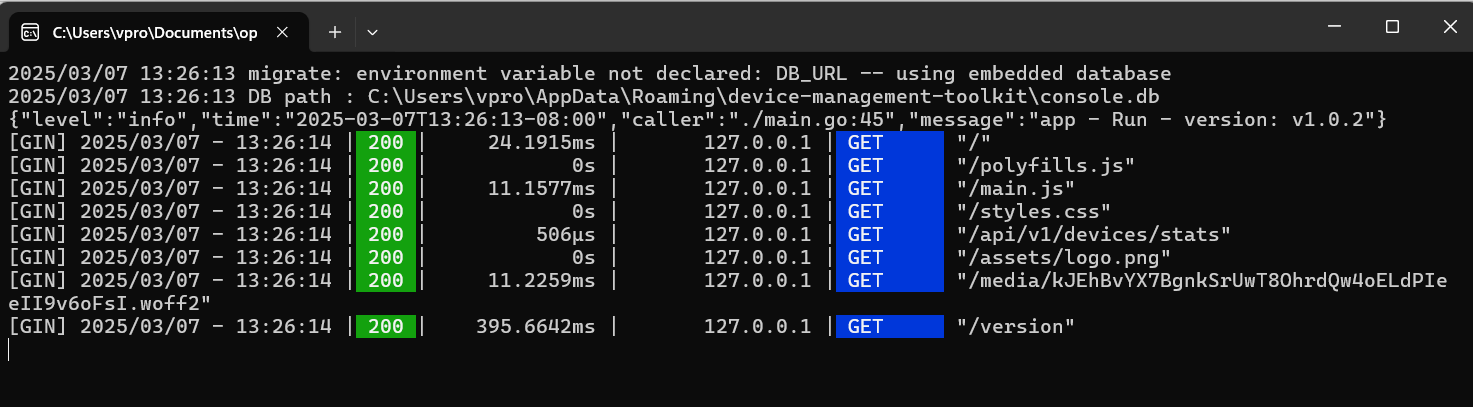 C:\Users\vpro\Documents\op
2025/03/07 13:26:13 migrate: environment variable not declared: DB_URL -- using embedded database
2025/03/07 13:26:13 DB path : C:\Users\vpro\AppData\Roaming\device-management-toolkit\console.db
{"level":"info","time":"2025-03-07T13:26:13-08:00","caller":"./main.go:45","message":"app - Run - version: v1.0.2"}
[GIN] 2025/03/07 - 13:26:14 | 200 | 24.1915ms | 127.0.0.1 | GET "/"
[GIN] 2025/03/07 - 13:26:14 | 200 | 0s | 127.0.0.1 | GET "/polyfills.js"
[GIN] 2025/03/07 - 13:26:14 | 200 | 11.1577ms | 127.0.0.1 | GET "/main.js"
[GIN] 2025/03/07 - 13:26:14 | 200 | 0s | 127.0.0.1 | GET "/styles.css"
[GIN] 2025/03/07 - 13:26:14 | 200 | 506µs | 127.0.0.1 | GET "/api/v1/devices/stats"
[GIN] 2025/03/07 - 13:26:14 | 200 | 0s | 127.0.0.1 | GET "/assets/logo.png"
[GIN] 2025/03/07 - 13:26:14 | 200 | 11.2259ms | 127.0.0.1 | GET "/media/kJEhBvYX7BgnkSrUwT8OhrdQw4oELdPIe
eII9v6oFsI.woff2"
[GIN] 2025/03/07 - 13:26:14 | 200 | 395.6642ms | 127.0.0.1 | GET "/version"